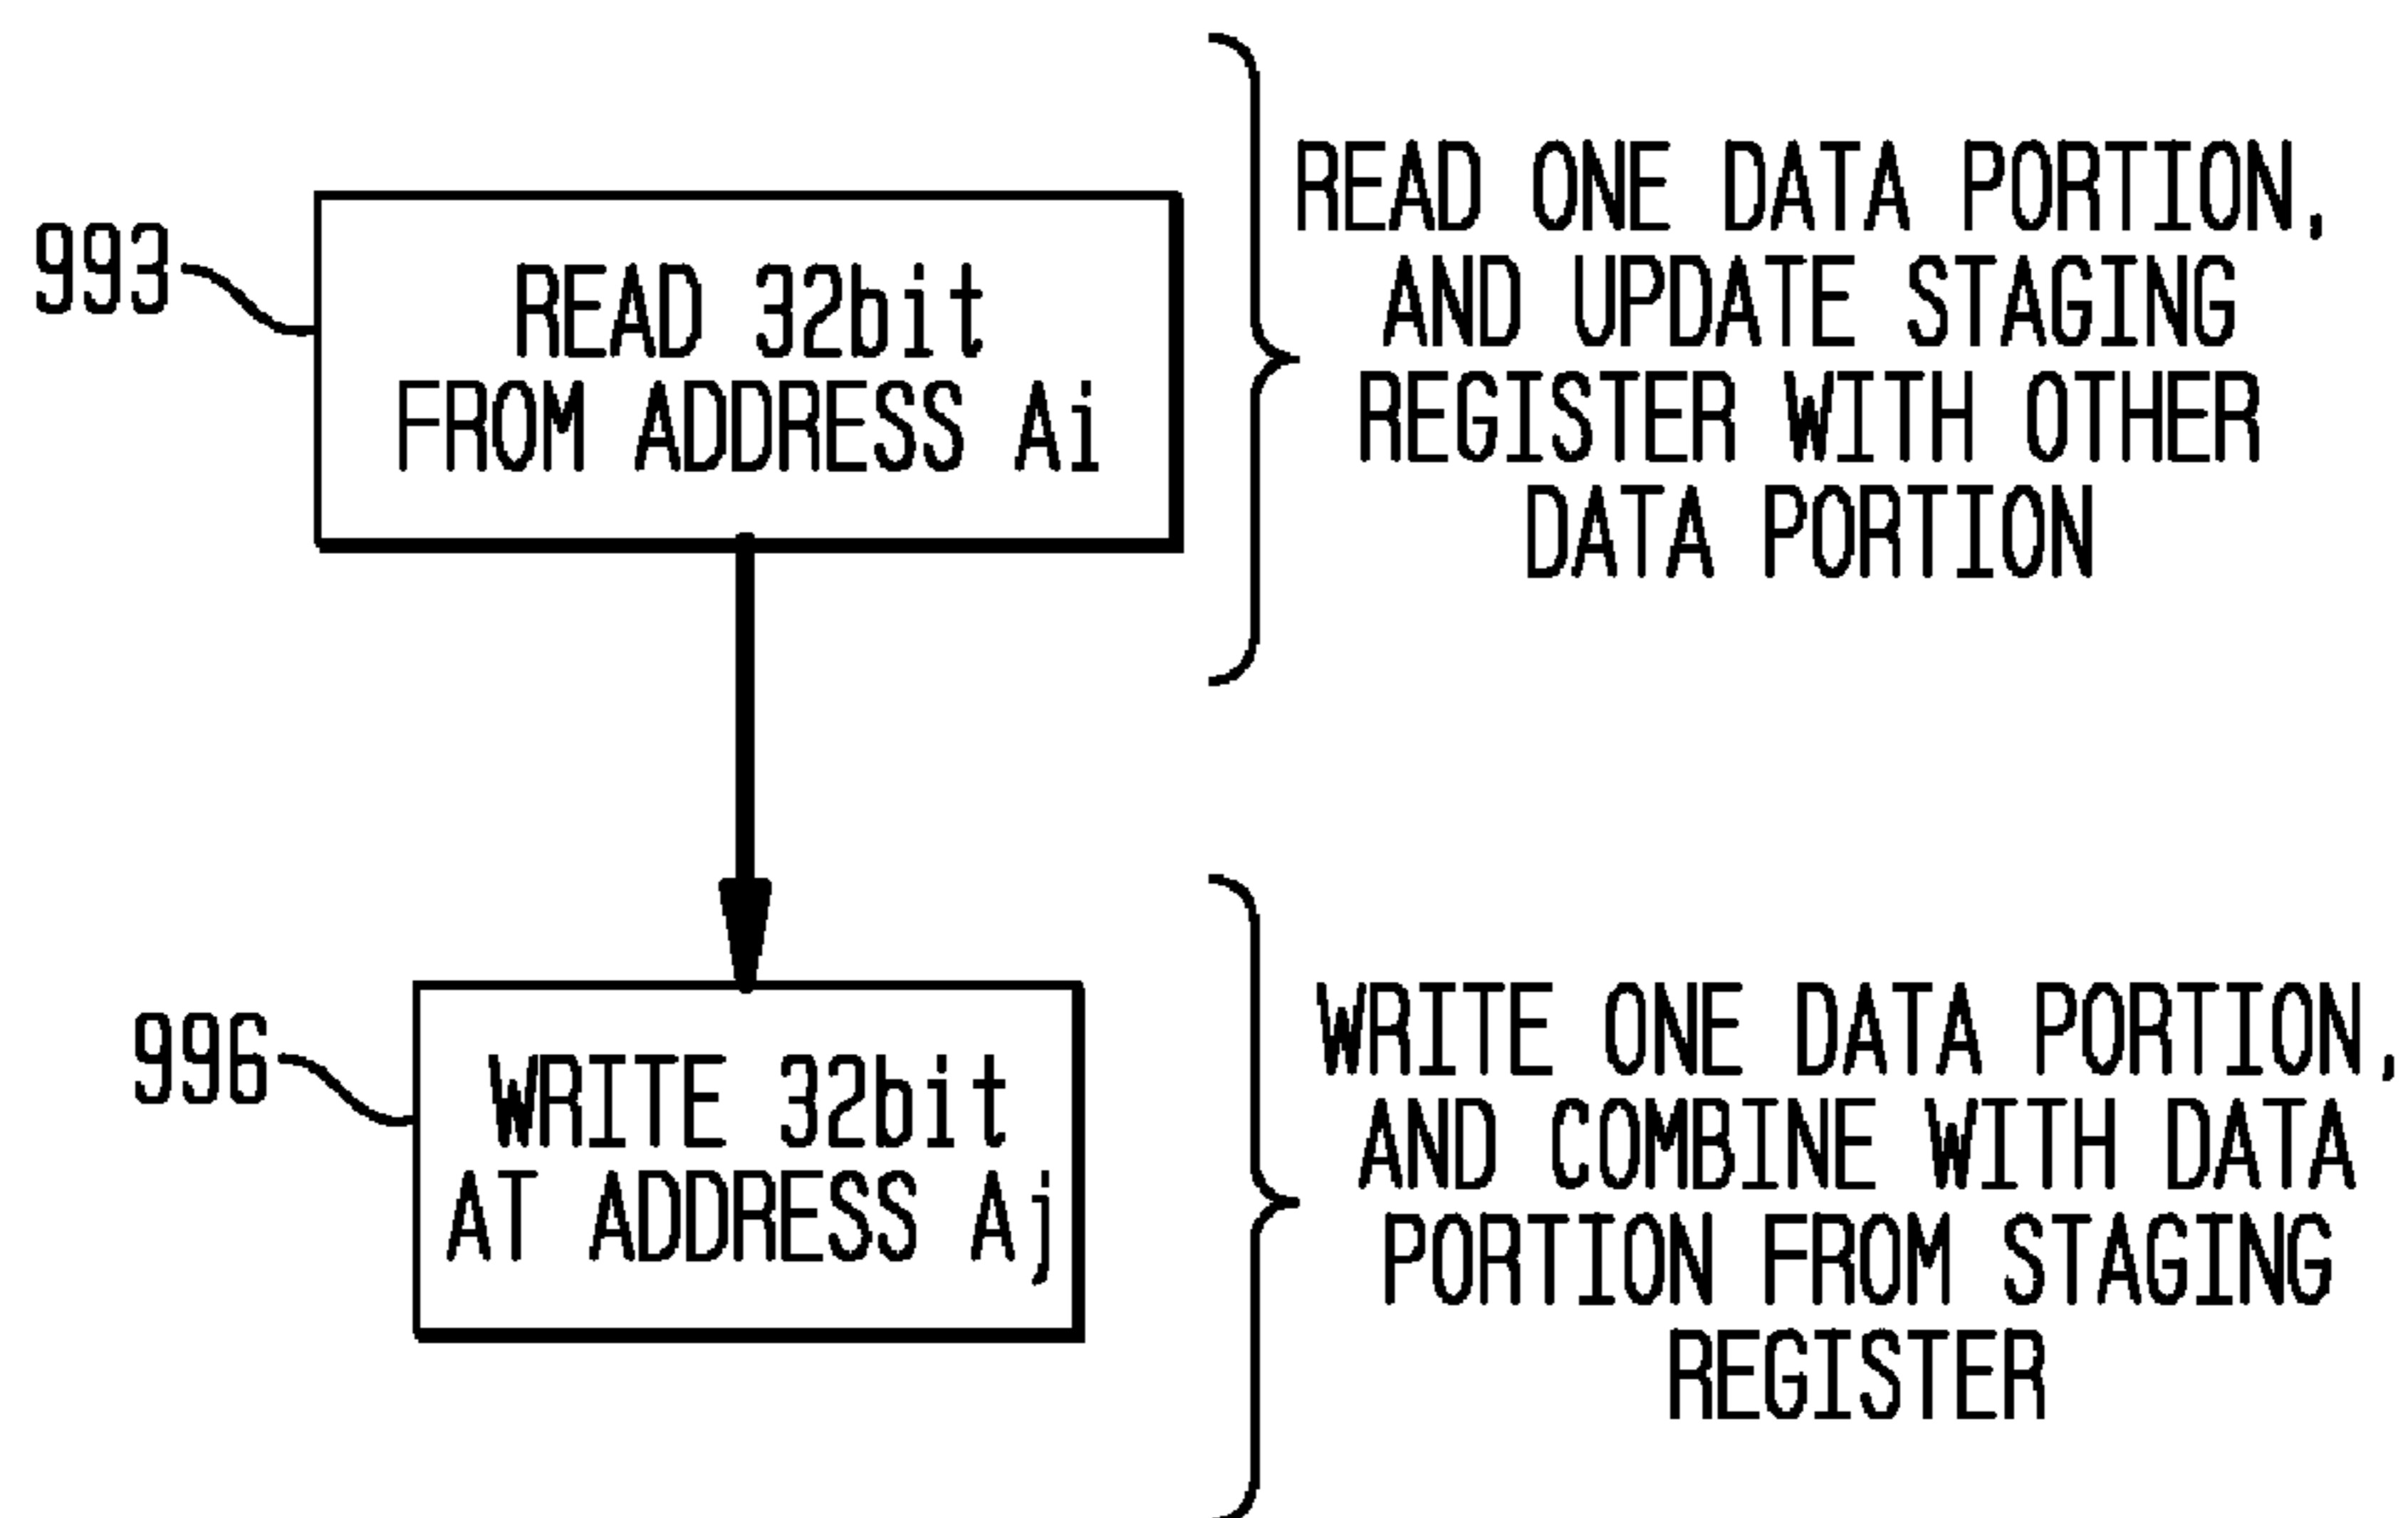 993
READ 32bit
FROM ADDRESS Ai
READ ONE DATA PORTION,
AND UPDATE STAGING
REGISTER WITH OTHER
DATA PORTION
996
WRITE 32bit
AT ADDRESS Aj
WRITE ONE DATA PORTION,
AND COMBINE WITH DATA
PORTION FROM STAGING
REGISTER